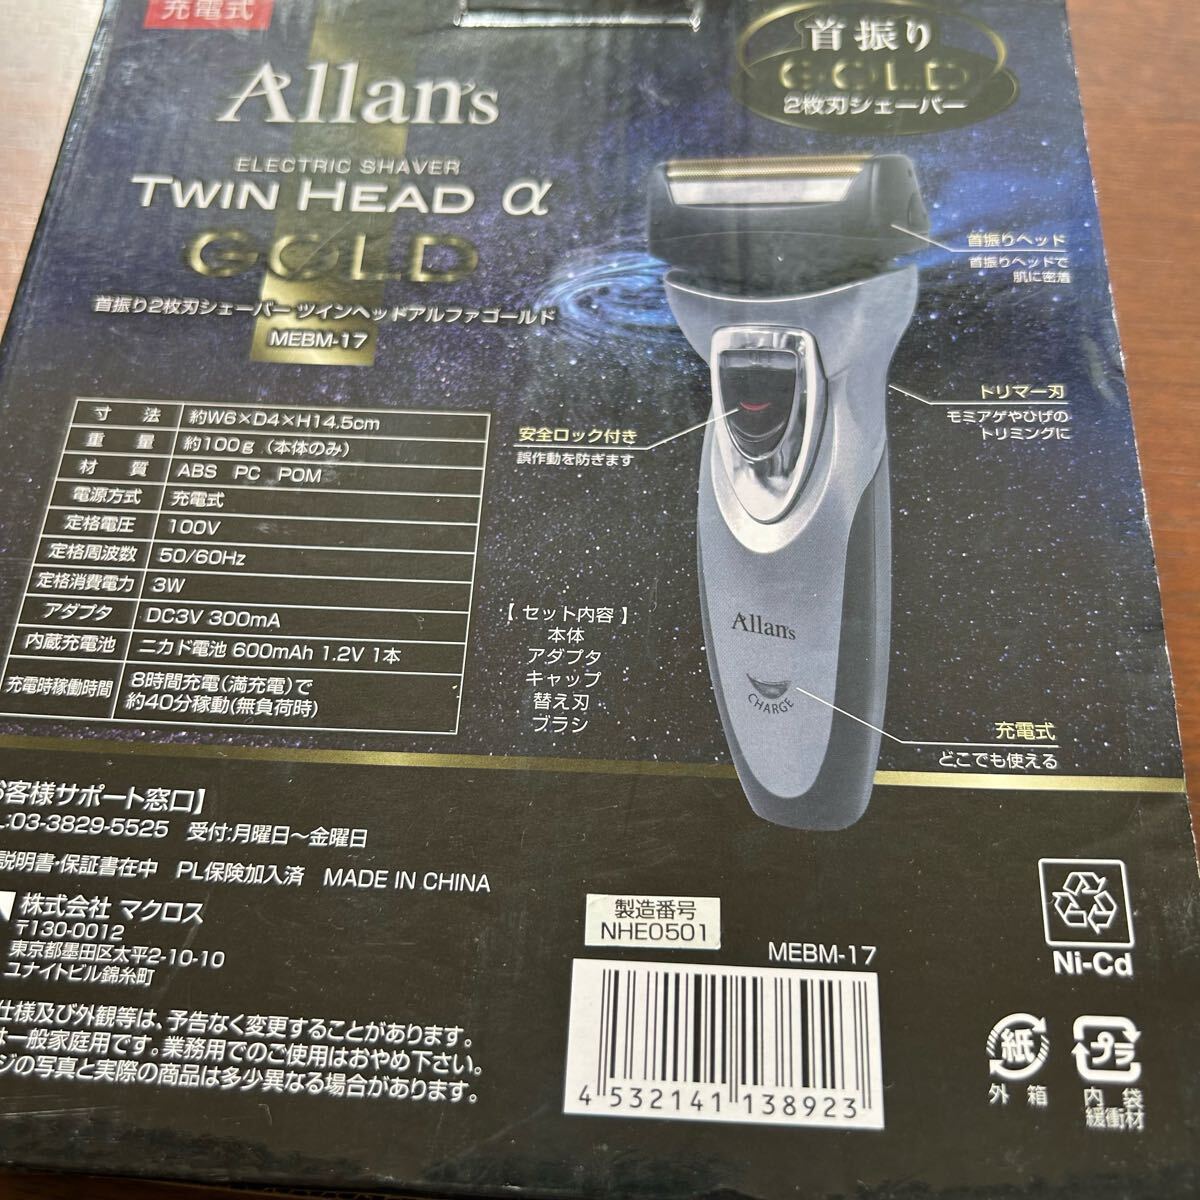 充電式
Allan's
ELECTRIC SHAVER
TWIN HEAD α
GOLD
首振り2枚刃シェーバー ツインヘッドアルファゴールド
MEBM-17
首振り
GOLD
2枚刃シェーバー
首振りヘッド
首振りヘッドで
肌に密着
トリマー刃
モミアゲやひげの
トリミングに
安全ロック付き
誤作動を防ぎます
寸法 約W6×D4×H14.5cm
重量 約100g（本体のみ）
材質 ABS PC POM
電源方式 充電式
定格電圧 100V
定格周波数 50/60Hz
定格消費電力 3W
アダプタ DC3V 300mA
内蔵充電池 ニカド電池 600mAh 1.2V 1本
充電時稼働時間 8時間充電(満充電)で
約40分稼動(無負荷時)
【 セット内容 】
本体
アダプタ
キャップ
替え刃
ブラシ
Allan's
CHARGE
充電式
どこでも使える
お客様サポート窓口】
L:03-3829-5525 受付:月曜日〜金曜日
説明書・保証書在中 PL保険加入済 MADE IN CHINA
株式会社 マクロス
〒130-0012
東京都墨田区太平2-10-10
ユナイトビル錦糸町
仕様及び外観等は、予告なく変更することがあります。
は一般家庭用です。業務用でのご使用はおやめ下さい。
ジの写真と実際の商品は多少異なる場合があります。
製造番号
NHE0501
MEBM-17
4 532141 138923
Ni-Cd
紙
外箱
プラ
内袋
緩衝材